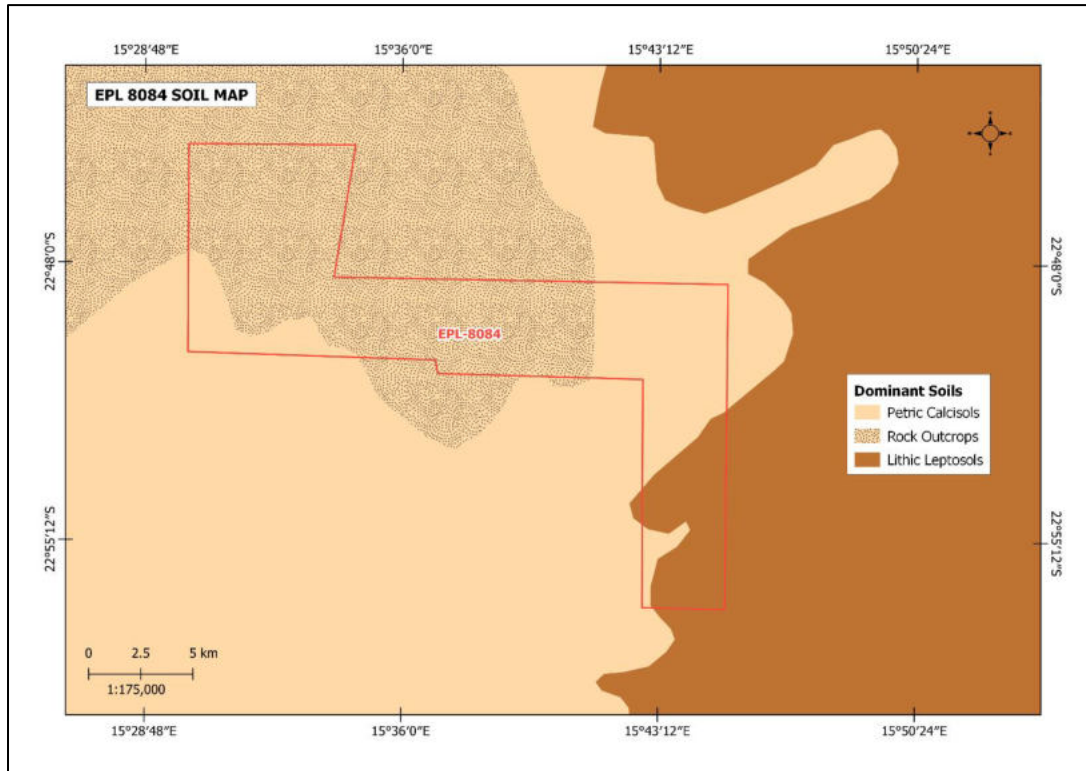 15°28′48″E 15°36′0″E 15°43′12″E 15°50′24″E
EPL 8084 SOIL MAP
22°48′0″S
22°48′0″S
EPL-8084
Dominant Soils
Petric Calcisols
Rock Outcrops
Lithic Leptosols
22°55′12″S
22°55′12″S
0 2.5 5 km
1:175,000
15°28′48″E 15°36′0″E 15°43′12″E 15°50′24″E